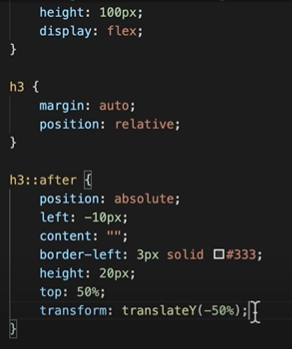 height: 100px;
display: flex;
}
h3 {
margin: auto;
position: relative;
}
h3::after {
position: absolute;
left: -10px;
content: "";
border-left: 3px solid #333;
height: 20px;
top: 50%;
transform: translateY(-50%);
}